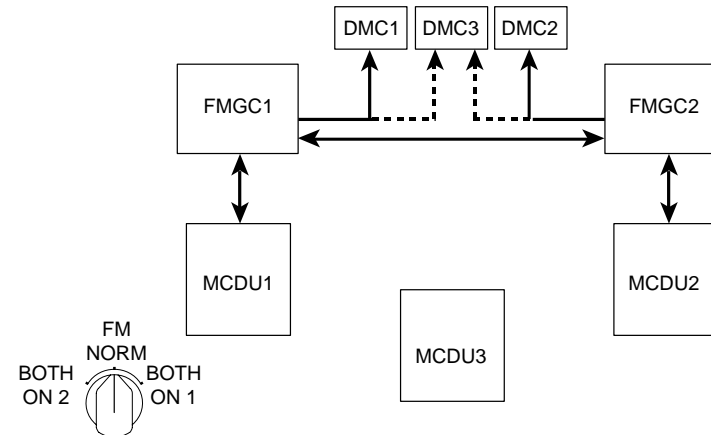 DMC1
DMC3
DMC2
FMGC1
FMGC2
MCDU1
MCDU2
MCDU3
FM
NORM
BOTH
ON 2
BOTH
ON 1